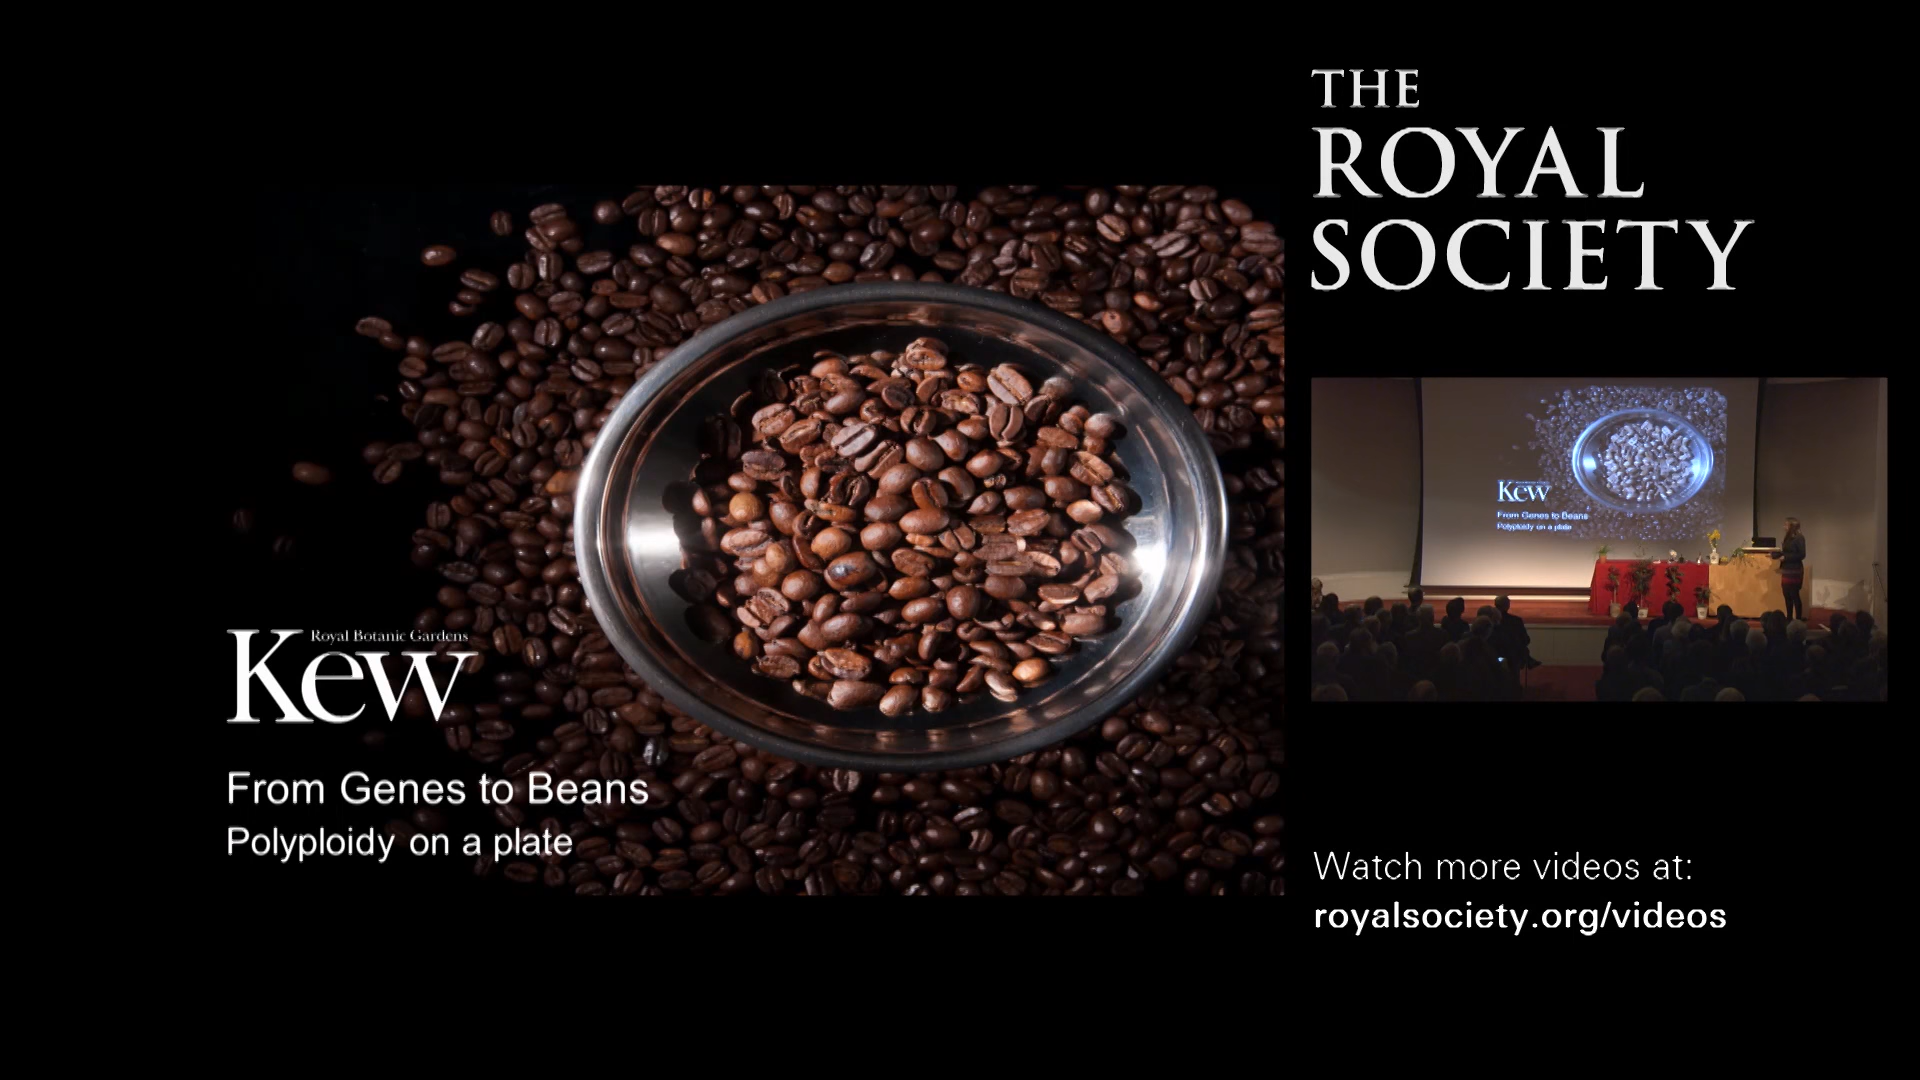 THE
ROYAL
SOCIETY
Royal Botanic Gardens
Kew
From Genes to Beans
Polyploidy on a plate
Kew
From Genes to Beans
Polyploidy on a plate
Watch more videos at:
royalsociety.org/videos